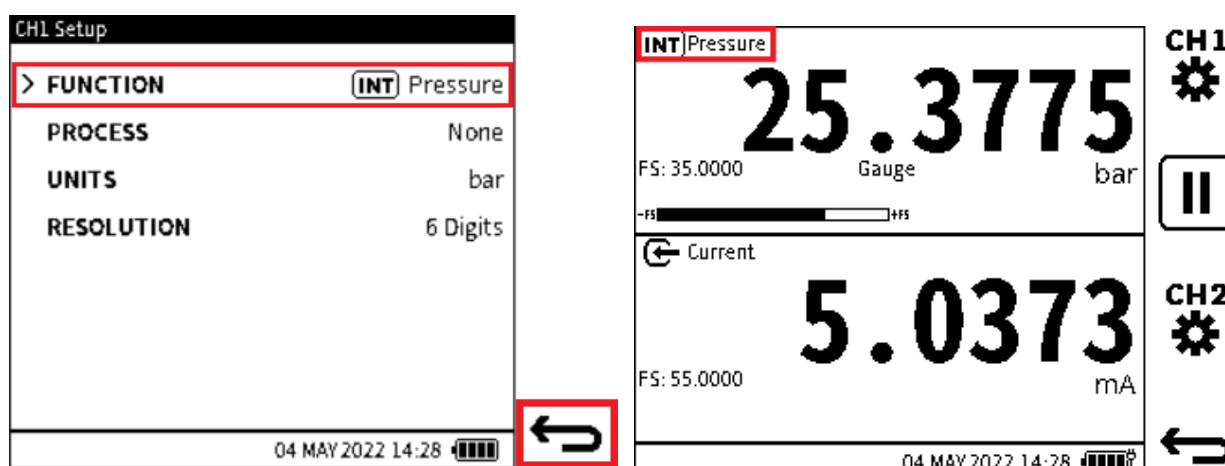 CH1 Setup
> FUNCTION INT Pressure
PROCESS None
UNITS bar
RESOLUTION 6 Digits
04 MAY 2022 14:28
INT Pressure
25.3775
FS: 35.0000 Gauge bar
-FS +FS
Current
5.0373
FS: 55.0000 mA
04 MAY 2022 14:28
CH1
CH2